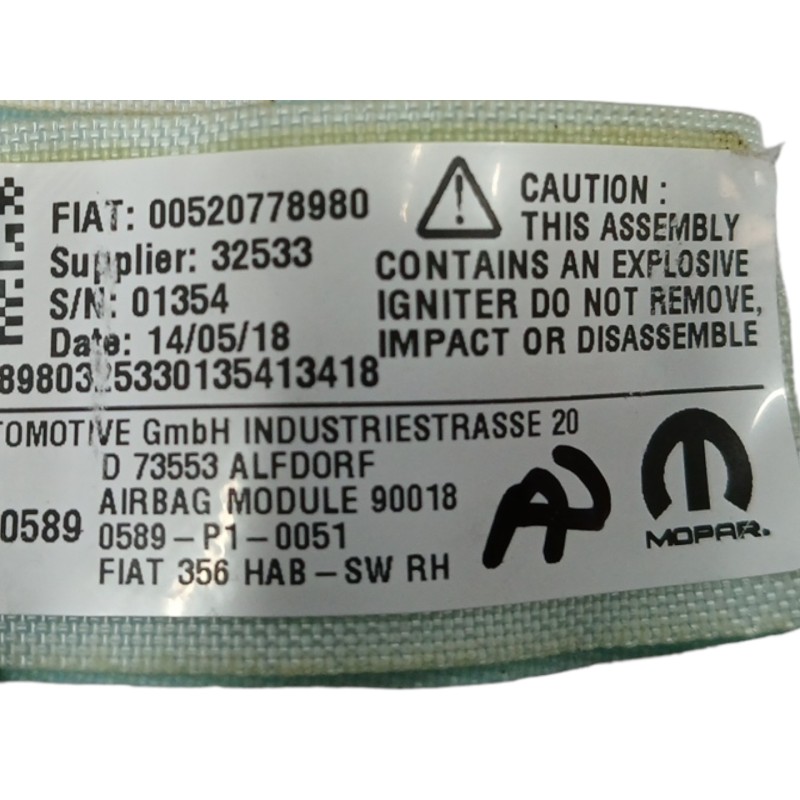 FIAT: 00520778980
Supplier: 32533
S/N: 01354
Date: 14/05/18
CAUTION :
THIS ASSEMBLY
CONTAINS AN EXPLOSIVE
IGNITER DO NOT REMOVE,
IMPACT OR DISASSEMBLE
GmbH INDUSTRIESTRASSE 20
D 73553 ALFDORF
AIRBAG MODULE 90018
0589
0589-P1-0051
FIAT 356 HAB-SW RH
MOPAR.